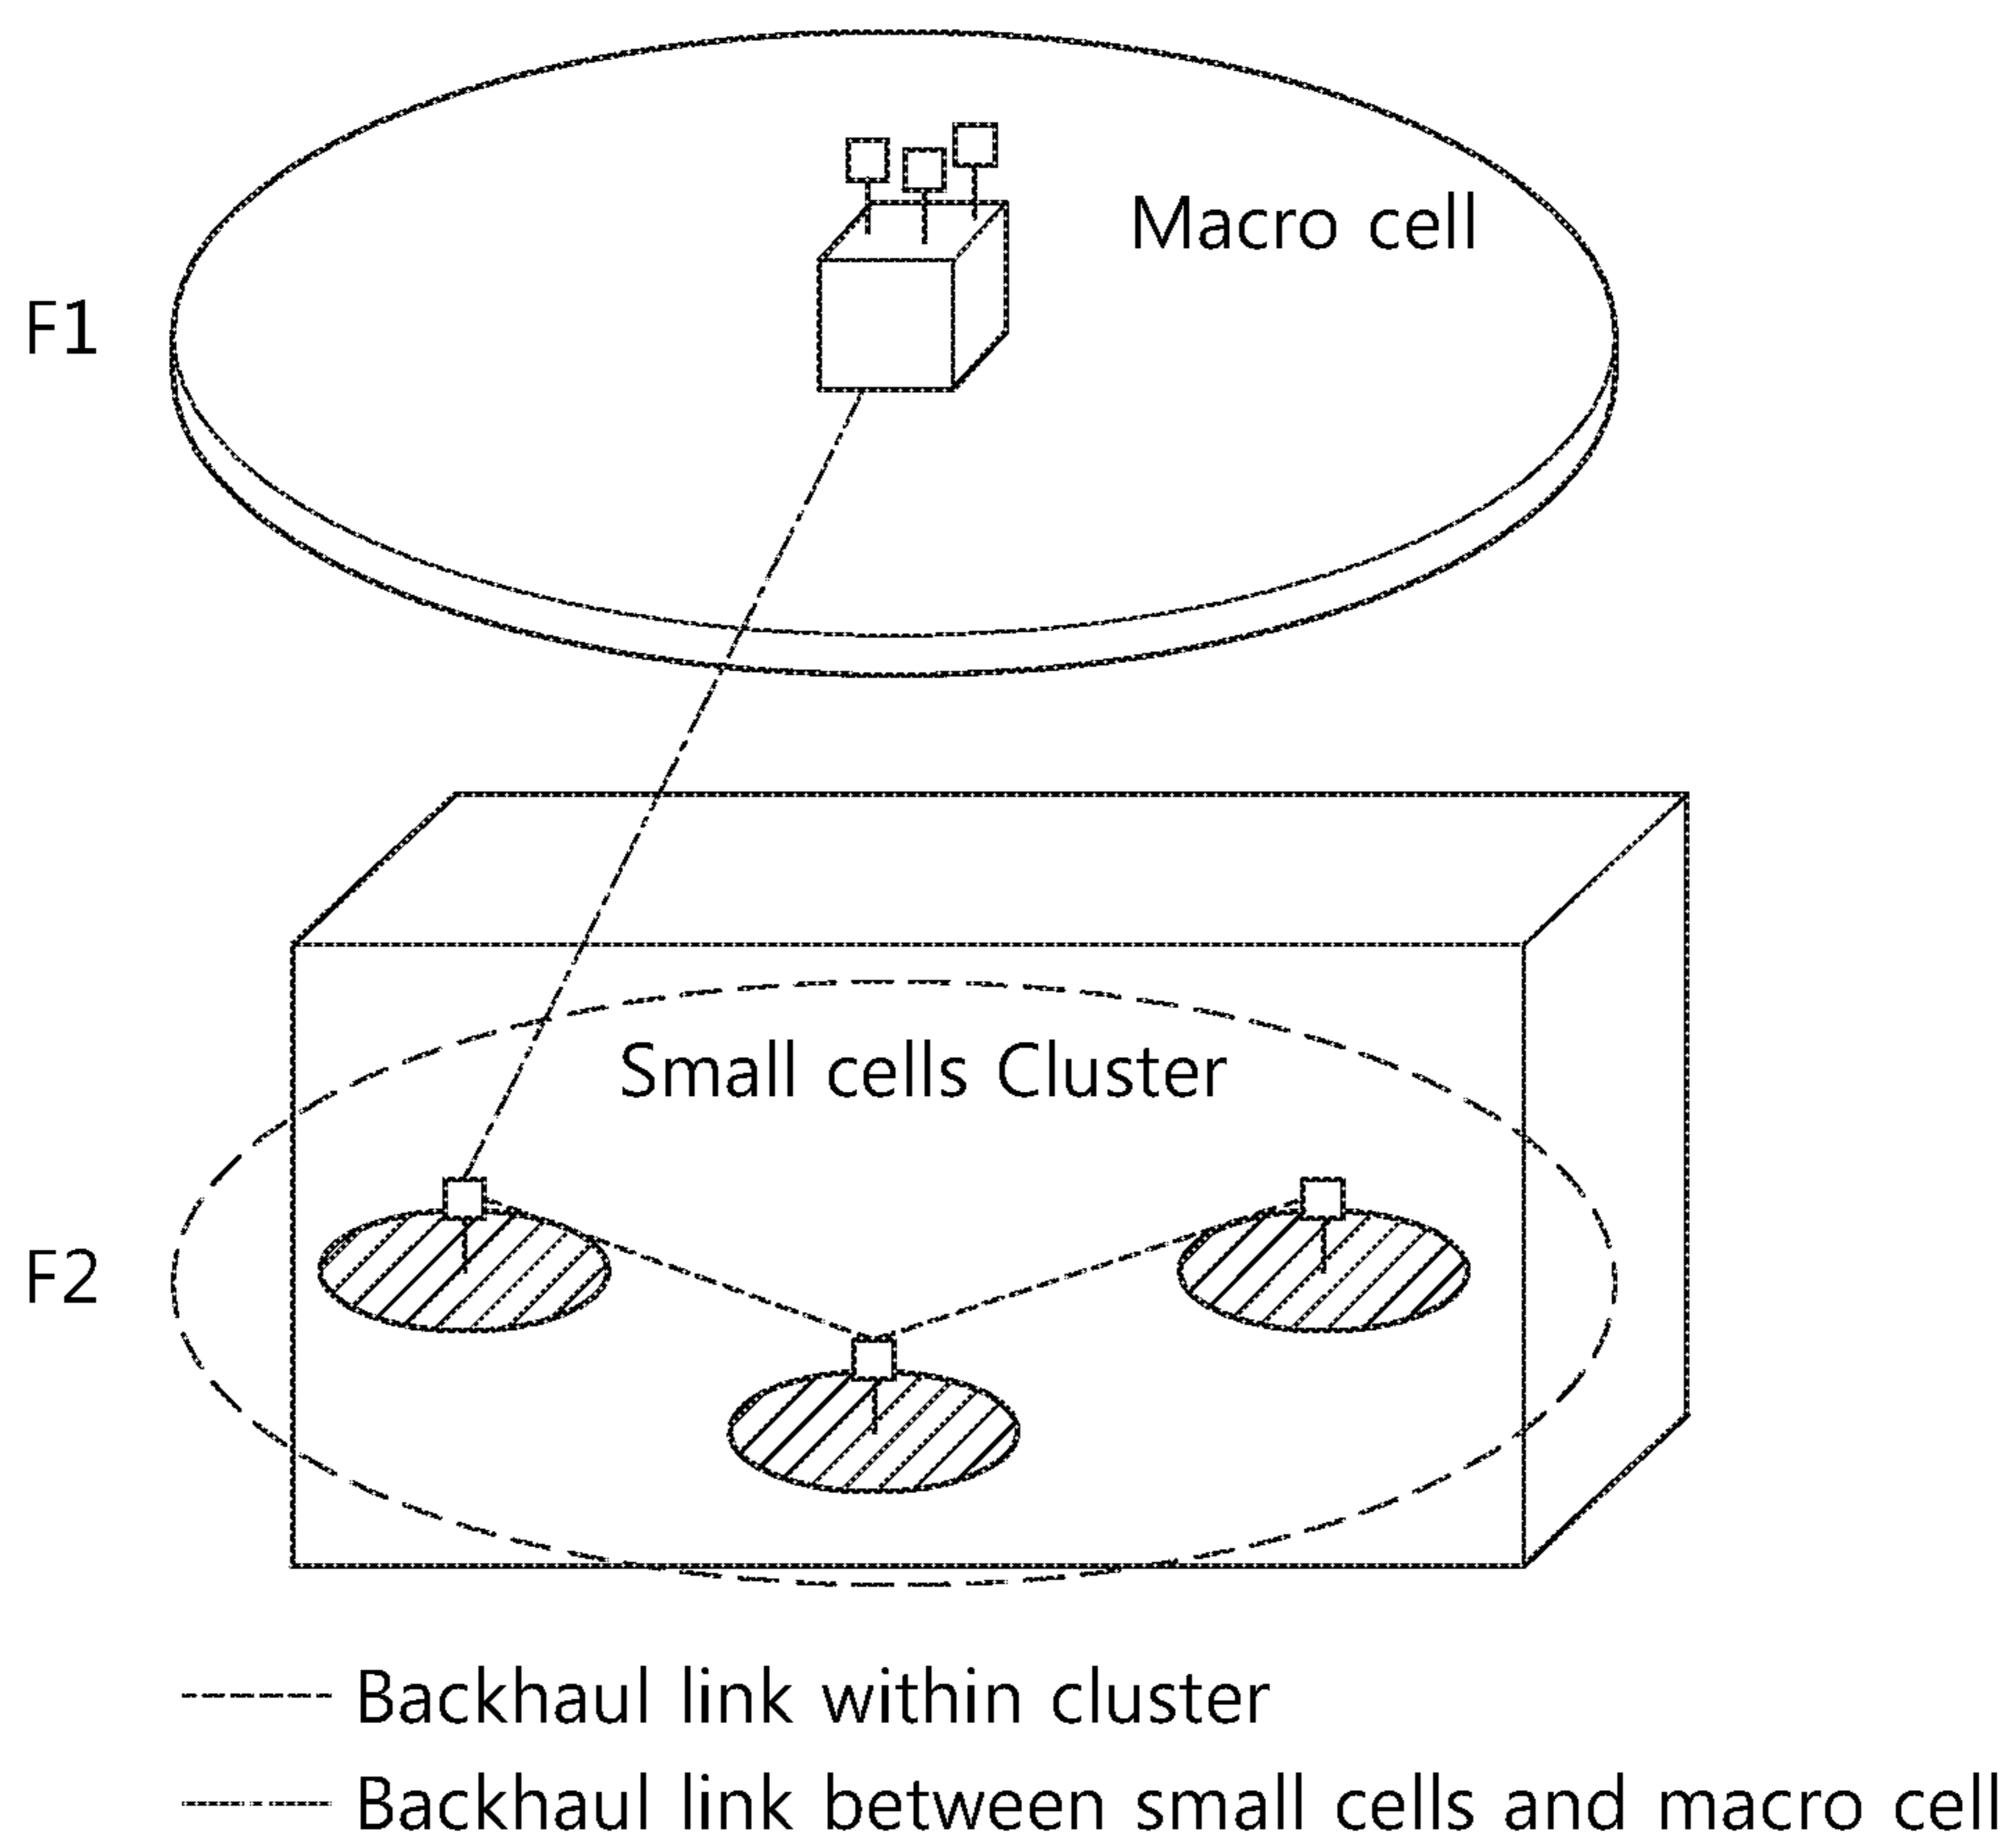 Macro cell
F1
Small cells Cluster
F2
Backhaul link within cluster
Backhaul link between small cells and macro cell